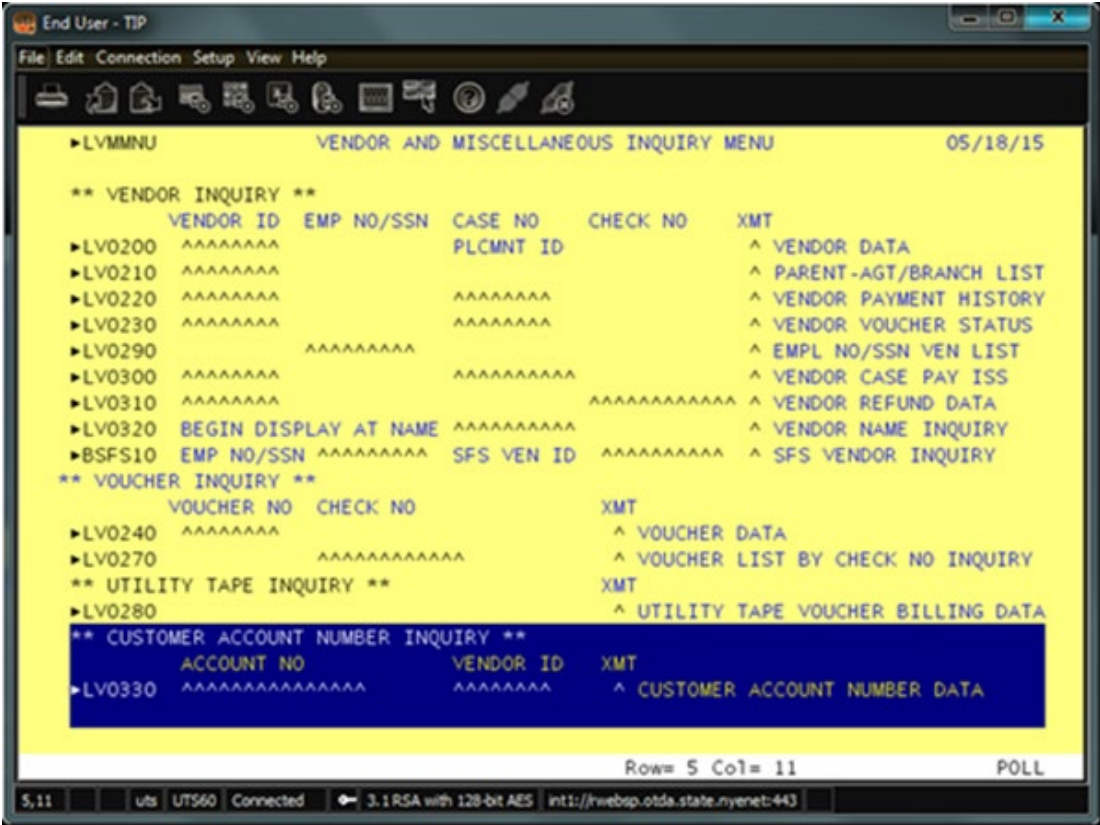 End User - TIP
File Edit Connection Setup View Help
►LVMMNU VENDOR AND MISCELLANEOUS INQUIRY MENU 05/18/15
** VENDOR INQUIRY **
VENDOR ID EMP NO/SSN CASE NO CHECK NO XMT
►LV0200 ^^^^^^^^ PLCMNT ID ^ VENDOR DATA
►LV0210 ^^^^^^^^ ^ PARENT-AGT/BRANCH LIST
►LV0220 ^^^^^^^^ ^^^^^^^^ ^ VENDOR PAYMENT HISTORY
►LV0230 ^^^^^^^^ ^^^^^^^^ ^ VENDOR VOUCHER STATUS
►LV0290 ^^^^^^^^^ ^ EMPL NO/SSN VEN LIST
►LV0300 ^^^^^^^^ ^^^^^^^^^^ ^ VENDOR CASE PAY ISS
►LV0310 ^^^^^^^^ ^^^^^^^^^^^^ ^ VENDOR REFUND DATA
►LV0320 BEGIN DISPLAY AT NAME ^^^^^^^^^^ ^ VENDOR NAME INQUIRY
►BSFS10 EMP NO/SSN ^^^^^^^^^ SFS VEN ID ^^^^^^^^^^ ^ SFS VENDOR INQUIRY
** VOUCHER INQUIRY **
VOUCHER NO CHECK NO XMT
►LV0240 ^^^^^^^^ ^ VOUCHER DATA
►LV0270 ^^^^^^^^^^^^ ^ VOUCHER LIST BY CHECK NO INQUIRY
** UTILITY TAPE INQUIRY ** XMT
►LV0280 ^ UTILITY TAPE VOUCHER BILLING DATA
** CUSTOMER ACCOUNT NUMBER INQUIRY **
ACCOUNT NO VENDOR ID XMT
►LV0330 ^^^^^^^^^^^^^^^ ^^^^^^^^ ^ CUSTOMER ACCOUNT NUMBER DATA
Row= 5 Col= 11 POLL
5,11 uts UTS60 Connected 3.1 RSA with 128-bit AES int1://rwebsp.otda.state.nyenet:443